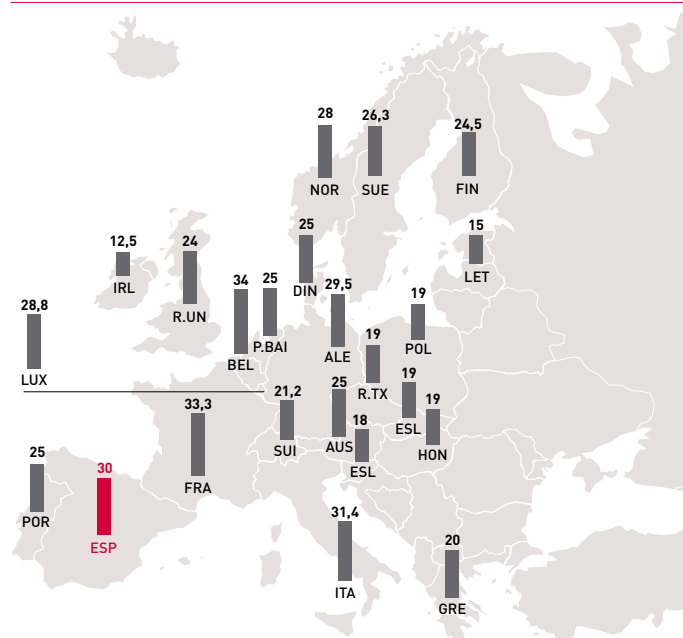 28
NOR
26,3
SUE
24,5
FIN
12,5
IRL
24
R.UN
25
DIN
15
LET
28,8
LUX
34
BEL
25
P.BAI
29,5
ALE
19
POL
19
R.TX
33,3
FRA
21,2
SUI
25
AUS
18
ESL
19
ESL
19
HON
25
POR
30
ESP
31,4
ITA
20
GRE